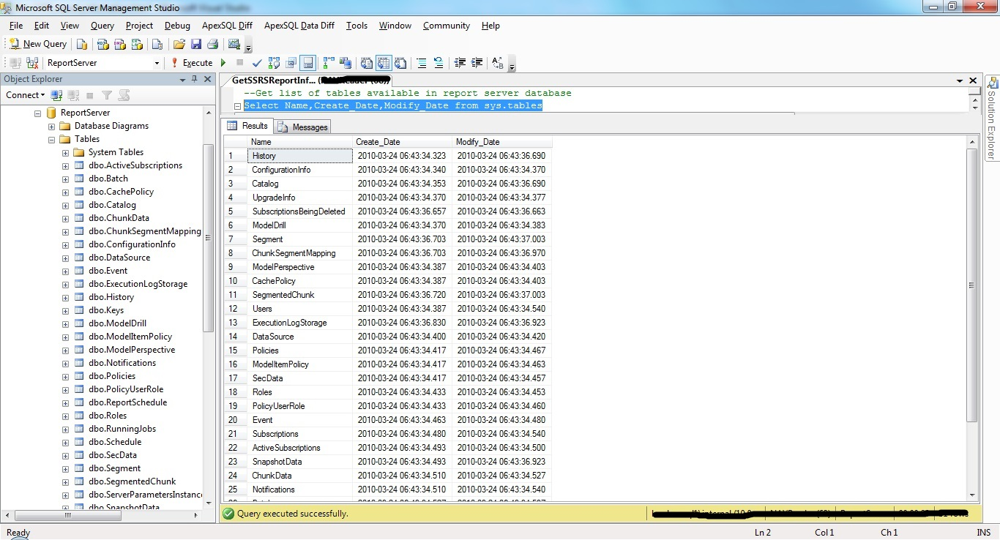 Microsoft SQL Server Management Studio
File Edit View Query Project Debug ApexSQL Diff ApexSQL Data Diff Tools Window Community Help
New Query
ReportServer Execute
Object Explorer
Connect
ReportServer
Database Diagrams
Tables
System Tables
dbo.ActiveSubscriptions
dbo.Batch
dbo.CachePolicy
dbo.Catalog
dbo.ChunkData
dbo.ChunkSegmentMapping
dbo.ConfigurationInfo
dbo.DataSource
dbo.Event
dbo.ExecutionLogStorage
dbo.History
dbo.Keys
dbo.ModelDrill
dbo.ModelItemPolicy
dbo.ModelPerspective
dbo.Notifications
dbo.Policies
dbo.PolicyUserRole
dbo.ReportSchedule
dbo.Roles
dbo.RunningJobs
dbo.Schedule
dbo.SecData
dbo.Segment
dbo.SegmentedChunk
dbo.ServerParametersInstanc
dbo.SnapshotData
GetSSRSReportInf... (
--Get list of tables available in report server database
Select Name,Create_Date,Modify_Date from sys.tables
Results Messages
Name Create_Date Modify_Date
1 History 2010-03-24 06:43:34.323 2010-03-24 06:43:36.690
2 ConfigurationInfo 2010-03-24 06:43:34.340 2010-03-24 06:43:34.370
3 Catalog 2010-03-24 06:43:34.353 2010-03-24 06:43:36.690
4 UpgradeInfo 2010-03-24 06:43:34.370 2010-03-24 06:43:34.377
5 SubscriptionsBeingDeleted 2010-03-24 06:43:36.657 2010-03-24 06:43:36.663
6 ModelDrill 2010-03-24 06:43:34.370 2010-03-24 06:43:34.383
7 Segment 2010-03-24 06:43:36.703 2010-03-24 06:43:37.003
8 ChunkSegmentMapping 2010-03-24 06:43:36.703 2010-03-24 06:43:36.970
9 ModelPerspective 2010-03-24 06:43:34.387 2010-03-24 06:43:34.403
10 CachePolicy 2010-03-24 06:43:34.387 2010-03-24 06:43:34.403
11 SegmentedChunk 2010-03-24 06:43:36.720 2010-03-24 06:43:37.003
12 Users 2010-03-24 06:43:34.387 2010-03-24 06:43:34.540
13 ExecutionLogStorage 2010-03-24 06:43:36.830 2010-03-24 06:43:36.923
14 DataSource 2010-03-24 06:43:34.400 2010-03-24 06:43:34.420
15 Policies 2010-03-24 06:43:34.417 2010-03-24 06:43:34.467
16 ModelItemPolicy 2010-03-24 06:43:34.417 2010-03-24 06:43:34.463
17 SecData 2010-03-24 06:43:34.417 2010-03-24 06:43:34.457
18 Roles 2010-03-24 06:43:34.433 2010-03-24 06:43:34.453
19 PolicyUserRole 2010-03-24 06:43:34.433 2010-03-24 06:43:34.460
20 Event 2010-03-24 06:43:34.463 2010-03-24 06:43:34.480
21 Subscriptions 2010-03-24 06:43:34.480 2010-03-24 06:43:34.540
22 ActiveSubscriptions 2010-03-24 06:43:34.493 2010-03-24 06:43:34.500
23 SnapshotData 2010-03-24 06:43:34.493 2010-03-24 06:43:36.923
24 ChunkData 2010-03-24 06:43:34.510 2010-03-24 06:43:34.527
25 Notifications 2010-03-24 06:43:34.510 2010-03-24 06:43:34.540
Query executed successfully.
Solution Explorer
Ready Ln 2 Col 1 Ch 1 INS